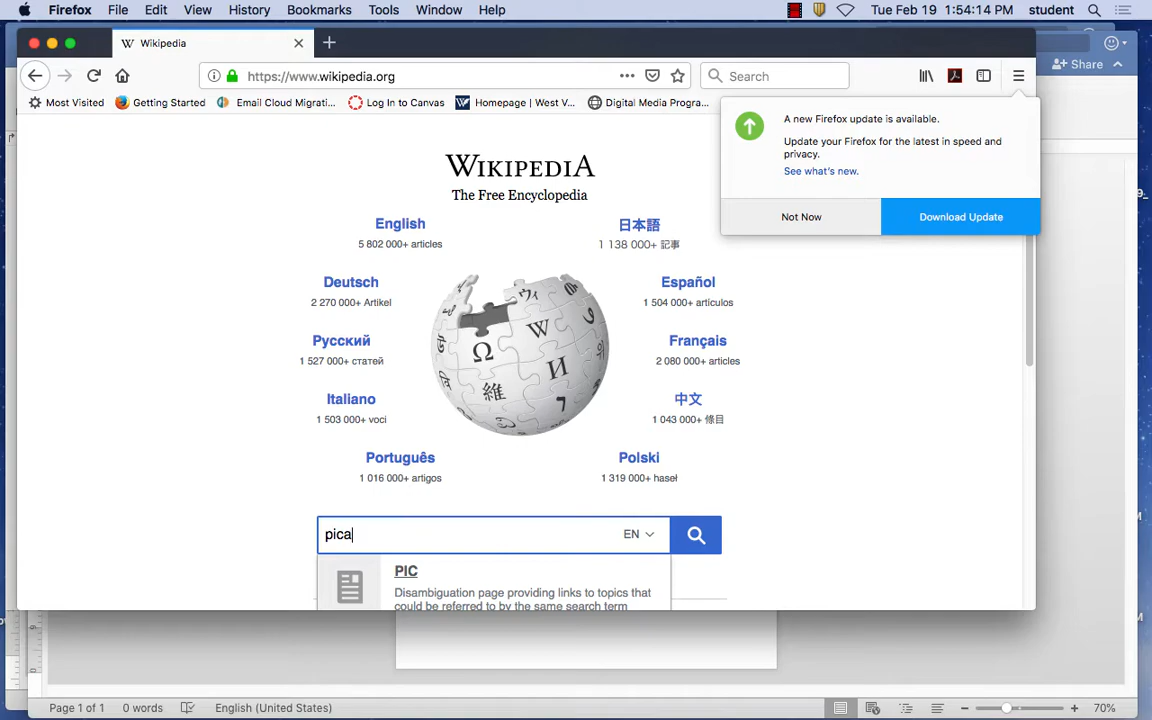 Firefox File Edit View History Bookmarks Tools Window Help Tue Feb 19 1:54:14 PM student
Wikipedia
Share
https://www.wikipedia.org Search
Most Visited Getting Started Email Cloud Migrati... Log In to Canvas Homepage | West V... Digital Media Progra...
A new Firefox update is available.
Update your Firefox for the latest in speed and
privacy.
See what's new.
Not Now Download Update
WIKIPEDIA
The Free Encyclopedia
English
5 802 000+ articles
日本語
1 138 000+ 記事
Deutsch
2 270 000+ Artikel
Español
1 504 000+ artículos
Русский
1 527 000+ статей
Français
2 080 000+ articles
Italiano
1 503 000+ voci
中文
1 043 000+ 條目
Português
1 016 000+ artigos
Polski
1 319 000+ haseł
Ω W И 維 ウィ 7
pica EN
PIC
Disambiguation page providing links to topics that
could be referred to by the same search term
Page 1 of 1 0 words English (United States) 70%